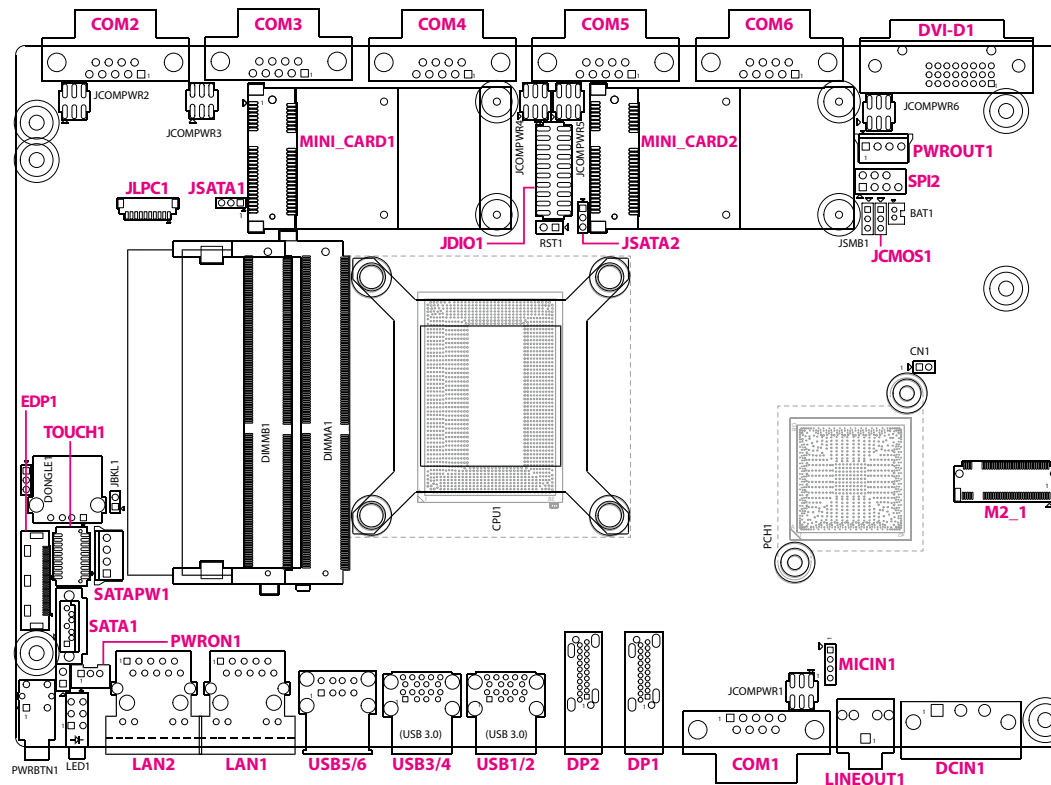 COM2
COM3
COM4
COM5
COM6
DVI-D1
JCOMPWR2
JCOMPWR3
JCOMPWR4
JCOMPWR5
JCOMPWR6
MINI_CARD1
MINI_CARD2
PWROUT1
SPI2
JLPC1
JSATA1
BAT1
JDIO1
RST1
JSATA2
JSMB1
JCMOS1
CN1
EDP1
TOUCH1
DONGLE1
JBKL1
DIMMB1
DIMMA1
CPU1
M2_1
PCH1
SATAPW1
SATA1
PWRON1
MICIN1
JCOMPWR1
(USB 3.0)
(USB 3.0)
PWRBTN1
LED1
LAN2
LAN1
USB5/6
USB3/4
USB1/2
DP2
DP1
COM1
LINEOUT1
DCIN1